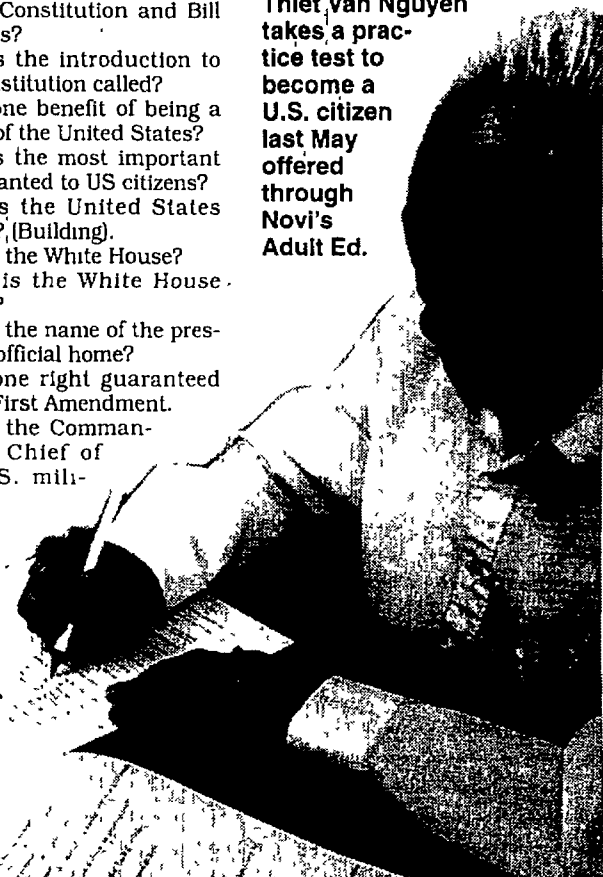 Constitution and Bill
s?
s the introduction to
stitution called?
one benefit of being a
of the United States?
s the most important
anted to US citizens?
s the United States
?, (Building).
the White House?
is the White House
?
the name of the pres-
official home?
one right guaranteed
First Amendment.
the Comman-
Chief of
S. mili-
Thiet Van Nguyen
takes a prac-
tice test to
become a
U.S. citizen
last May
offered
through
Novi's
Adult Ed.